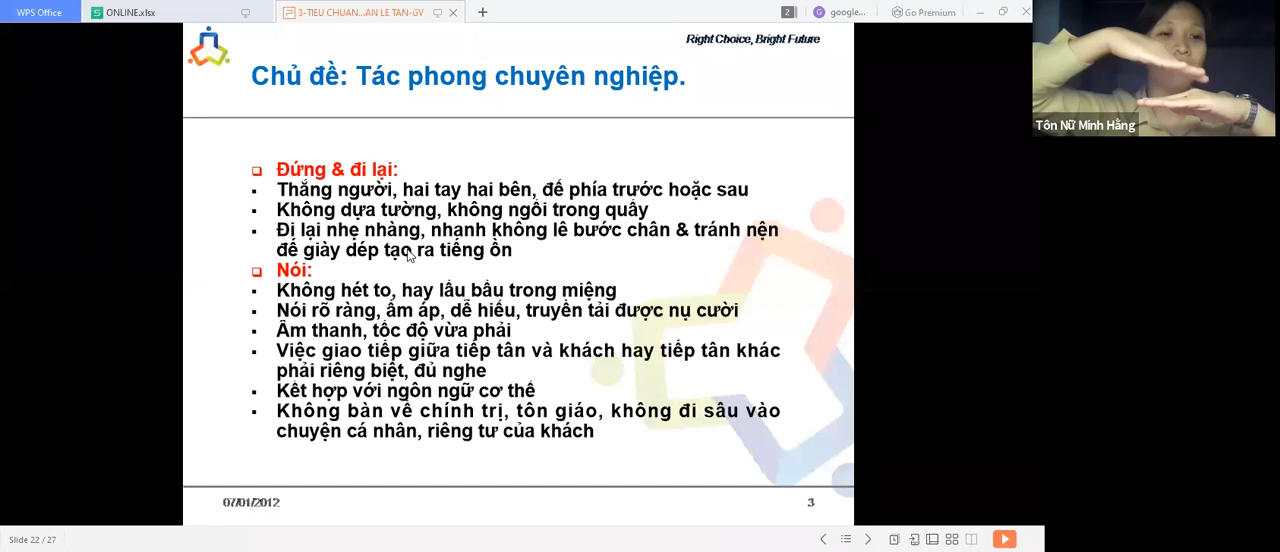 WPS Office
ONLINE.xlsx
3-TIEU CHUAN...AN LE TAN-GV
2
google...
Go Premium
Right Choice, Bright Future
Chủ đề: Tác phong chuyên nghiệp.
Đứng & đi lại:
Thẳng người, hai tay hai bên, để phía trước hoặc sau
Không dựa tường, không ngồi trong quầy
Đi lại nhẹ nhàng, nhanh không lê bước chân & tránh nện
đế giày dép tạo ra tiếng ồn
Nói:
Không hét to, hay lầu bầu trong miệng
Nói rõ ràng, ấm áp, dễ hiểu, truyền tải được nụ cười
Âm thanh, tốc độ vừa phải
Việc giao tiếp giữa tiếp tân và khách hay tiếp tân khác
phải riêng biệt, đủ nghe
Kết hợp với ngôn ngữ cơ thể
Không bàn về chính trị, tôn giáo, không đi sâu vào
chuyện cá nhân, riêng tư của khách
07/01/2012
3
Tôn Nữ Minh Hằng
Slide 22 / 27